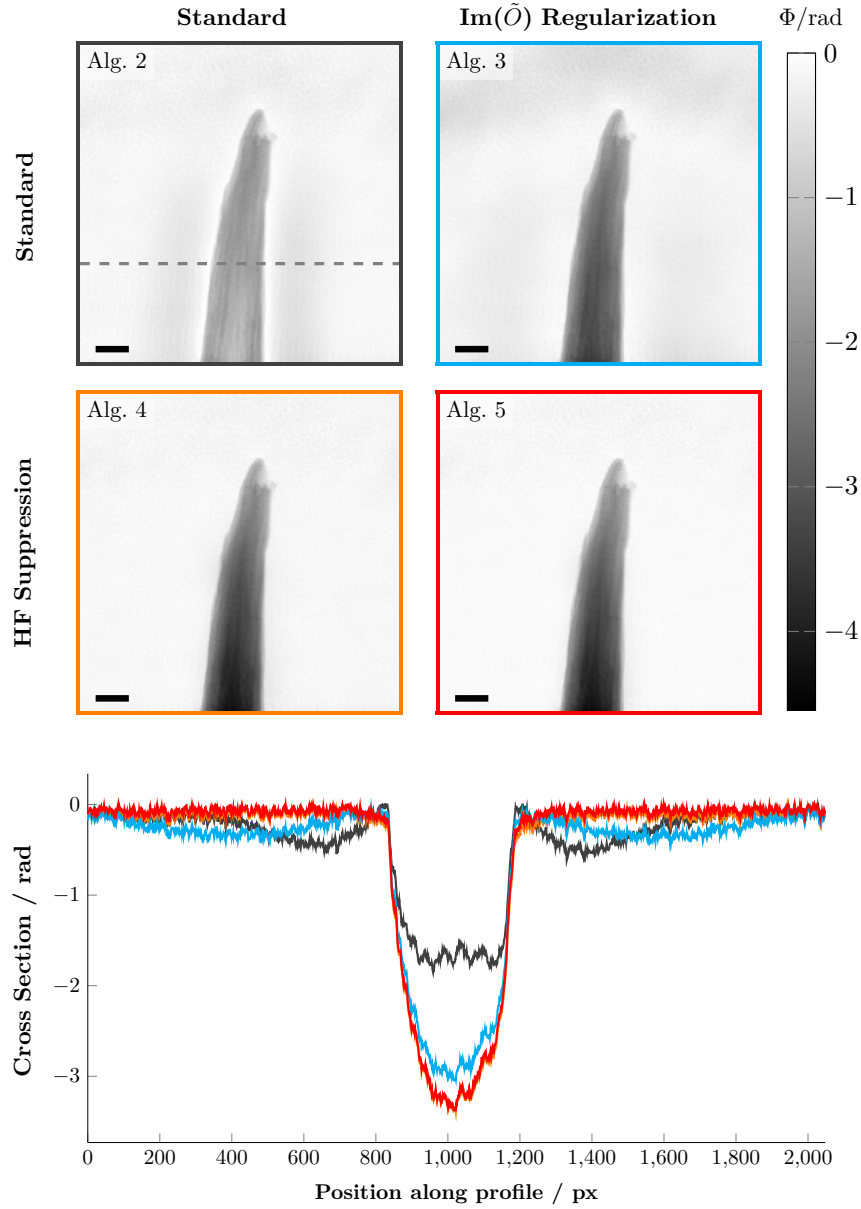 Standard
Im(Õ) Regularization
Φ/rad
Standard
Alg. 2
Alg. 3
0
−1
−2
−3
−4
HF Suppression
Alg. 4
Alg. 5
Cross Section / rad
0
−1
−2
−3
0 200 400 600 800 1,000 1,200 1,400 1,600 1,800 2,000
Position along profile / px